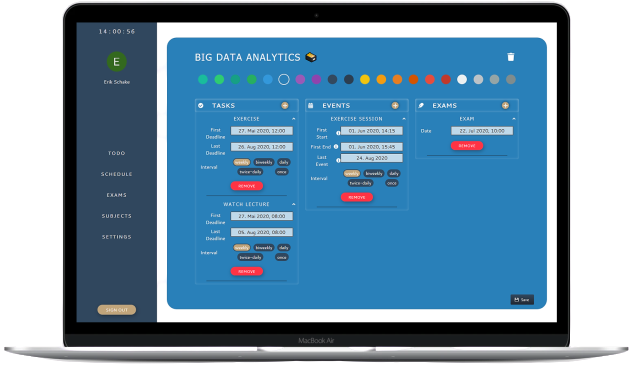 14:00:56
E
Erik Schake
TODO
SCHEDULE
EXAMS
SUBJECTS
SETTINGS
SIGN OUT
BIG DATA ANALYTICS
TASKS
EXERCISE
First Deadline 27. Mai 2020, 12:00
Last Deadline 26. Aug 2020, 12:00
Interval weekly biweekly daily
twice-daily once
REMOVE
WATCH LECTURE
First Deadline 27. Mai 2020, 08:00
Last Deadline 05. Aug 2020, 08:00
Interval weekly biweekly daily
twice-daily once
REMOVE
EVENTS
EXERCISE SESSION
First Start 01. Jun 2020, 14:15
First End 01. Jun 2020, 15:45
Last Event 24. Aug 2020
Interval weekly biweekly daily
twice-daily once
REMOVE
EXAMS
EXAM
Date 22. Jul 2020, 10:00
REMOVE
Save
MacBook Air